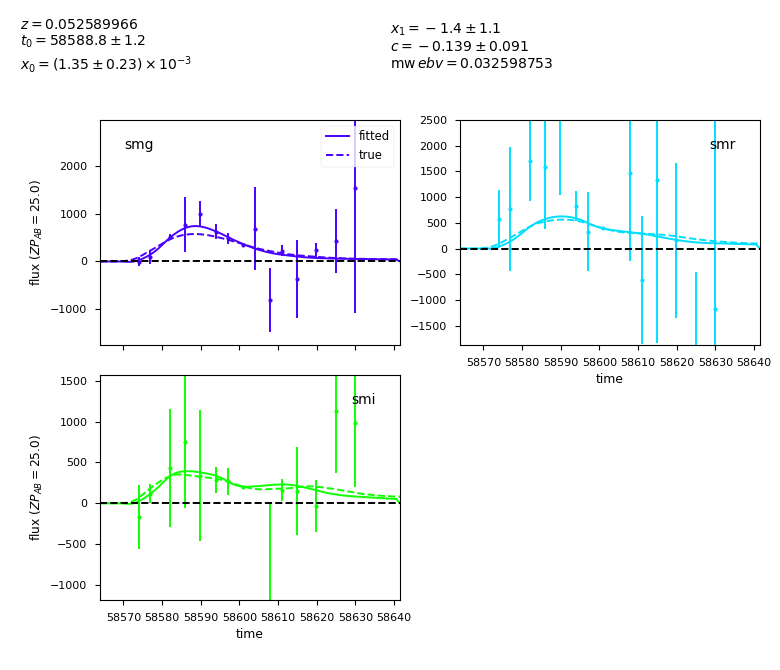 z = 0.052589966
t₀ = 58588.8 ± 1.2
x₀ = (1.35 ± 0.23) × 10⁻³
x₁ = −1.4 ± 1.1
c = −0.139 ± 0.091
mw ebv = 0.032598753
smg
fitted
true
flux (ZP_AB = 25.0)
2000
1000
0
−1000
smr
2500
2000
1500
1000
500
0
−500
−1000
−1500
58570 58580 58590 58600 58610 58620 58630 58640
time
smi
flux (ZP_AB = 25.0)
1500
1000
500
0
−500
−1000
58570 58580 58590 58600 58610 58620 58630 58640
time